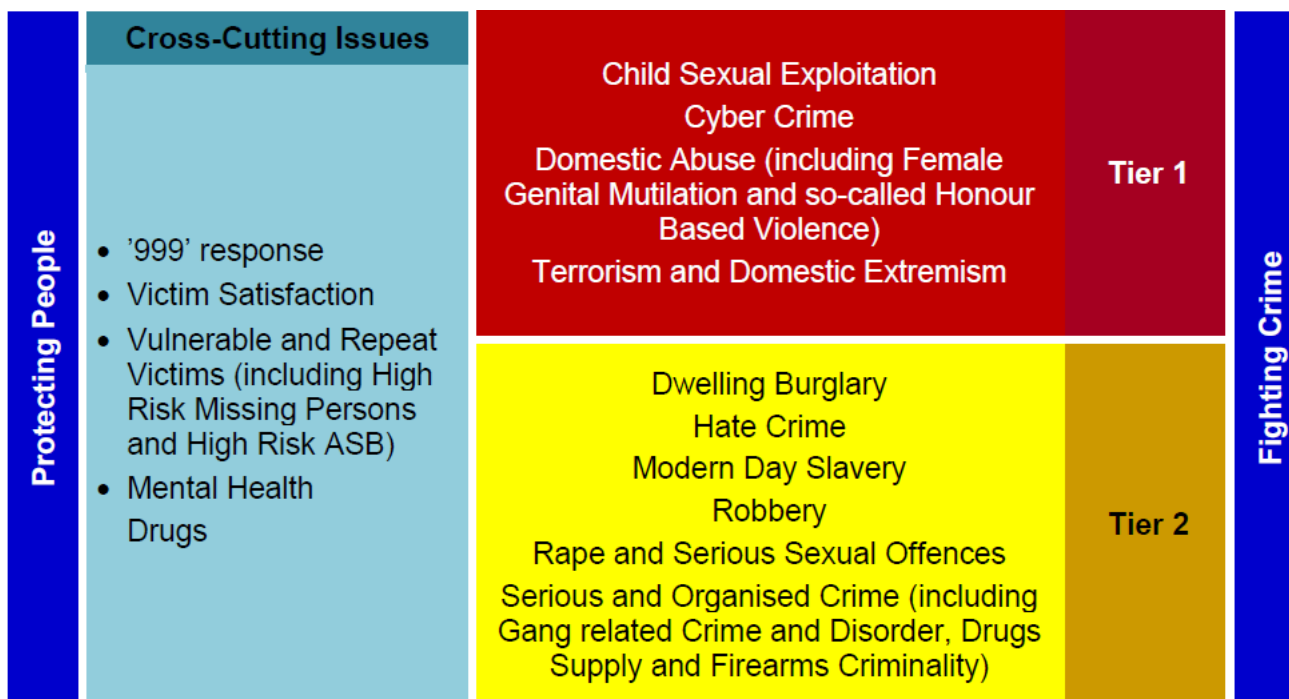 Protecting People
Cross-Cutting Issues
• ’999’ response
• Victim Satisfaction
• Vulnerable and Repeat
Victims (including High
Risk Missing Persons
and High Risk ASB)
• Mental Health
Drugs
Child Sexual Exploitation
Cyber Crime
Domestic Abuse (including Female
Genital Mutilation and so-called Honour
Based Violence)
Terrorism and Domestic Extremism
Tier 1
Dwelling Burglary
Hate Crime
Modern Day Slavery
Robbery
Rape and Serious Sexual Offences
Serious and Organised Crime (including
Gang related Crime and Disorder, Drugs
Supply and Firearms Criminality)
Tier 2
Fighting Crime